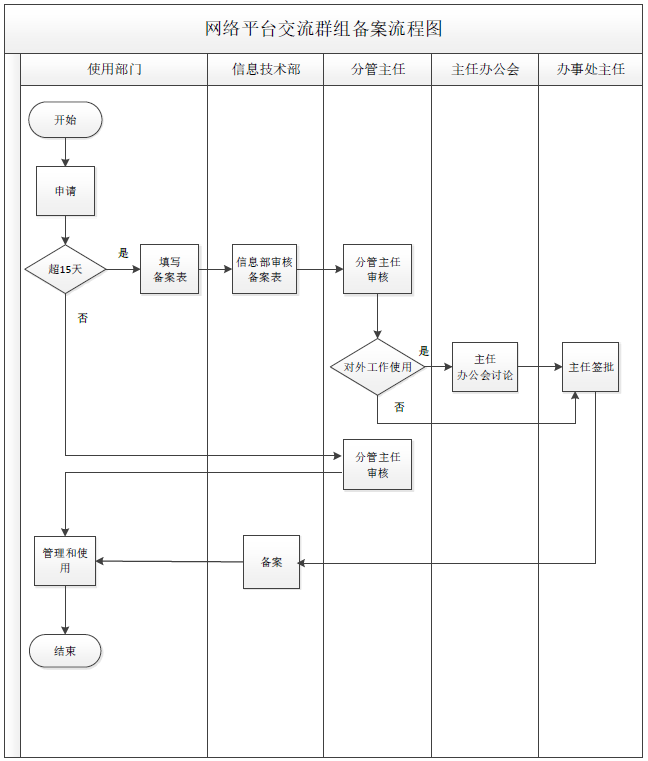 网络平台交流群组备案流程图
使用部门
信息技术部
分管主任
主任办公会
办事处主任
开始
申请
超15天
是
填写
备案表
信息部审核
备案表
分管主任
审核
否
对外工作使用
是
主任
办公会讨论
主任签批
否
分管主任
审核
管理和使
用
备案
结束